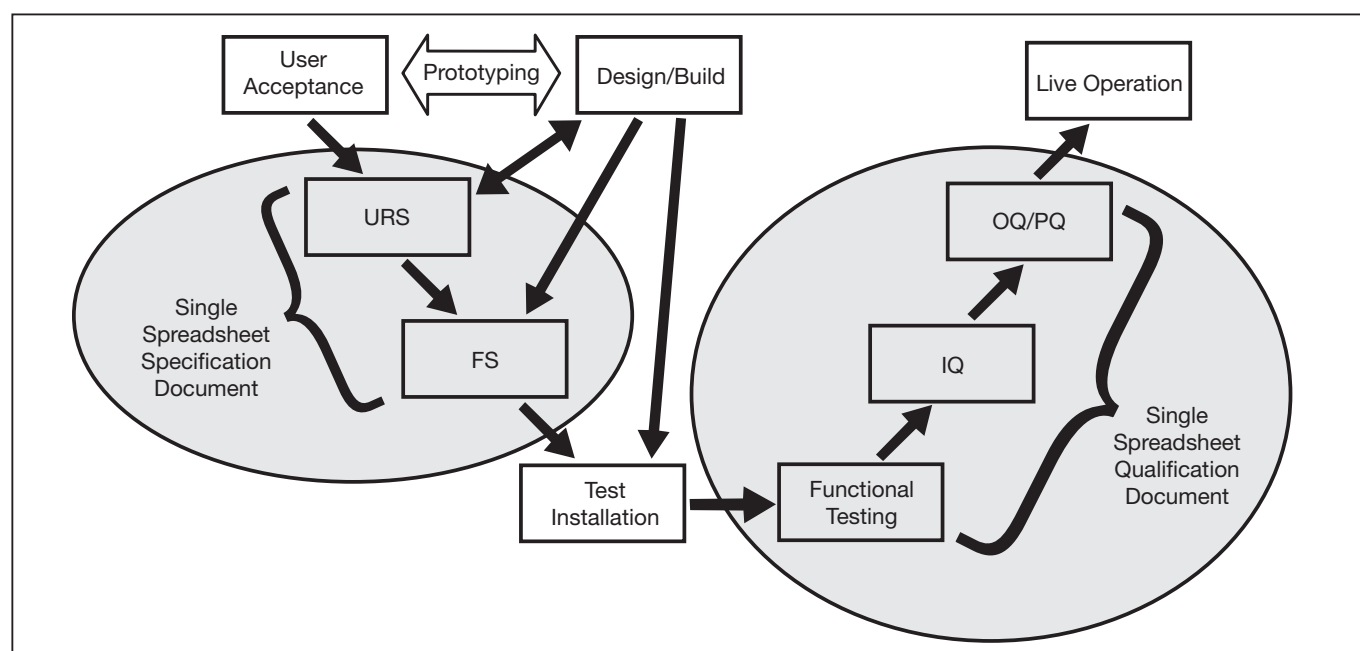 User
Acceptance
Prototyping
Design/Build
Live Operation
URS
OQ/PQ
Single
Spreadsheet
Specification
Document
FS
IQ
Single
Spreadsheet
Qualification
Document
Test
Installation
Functional
Testing